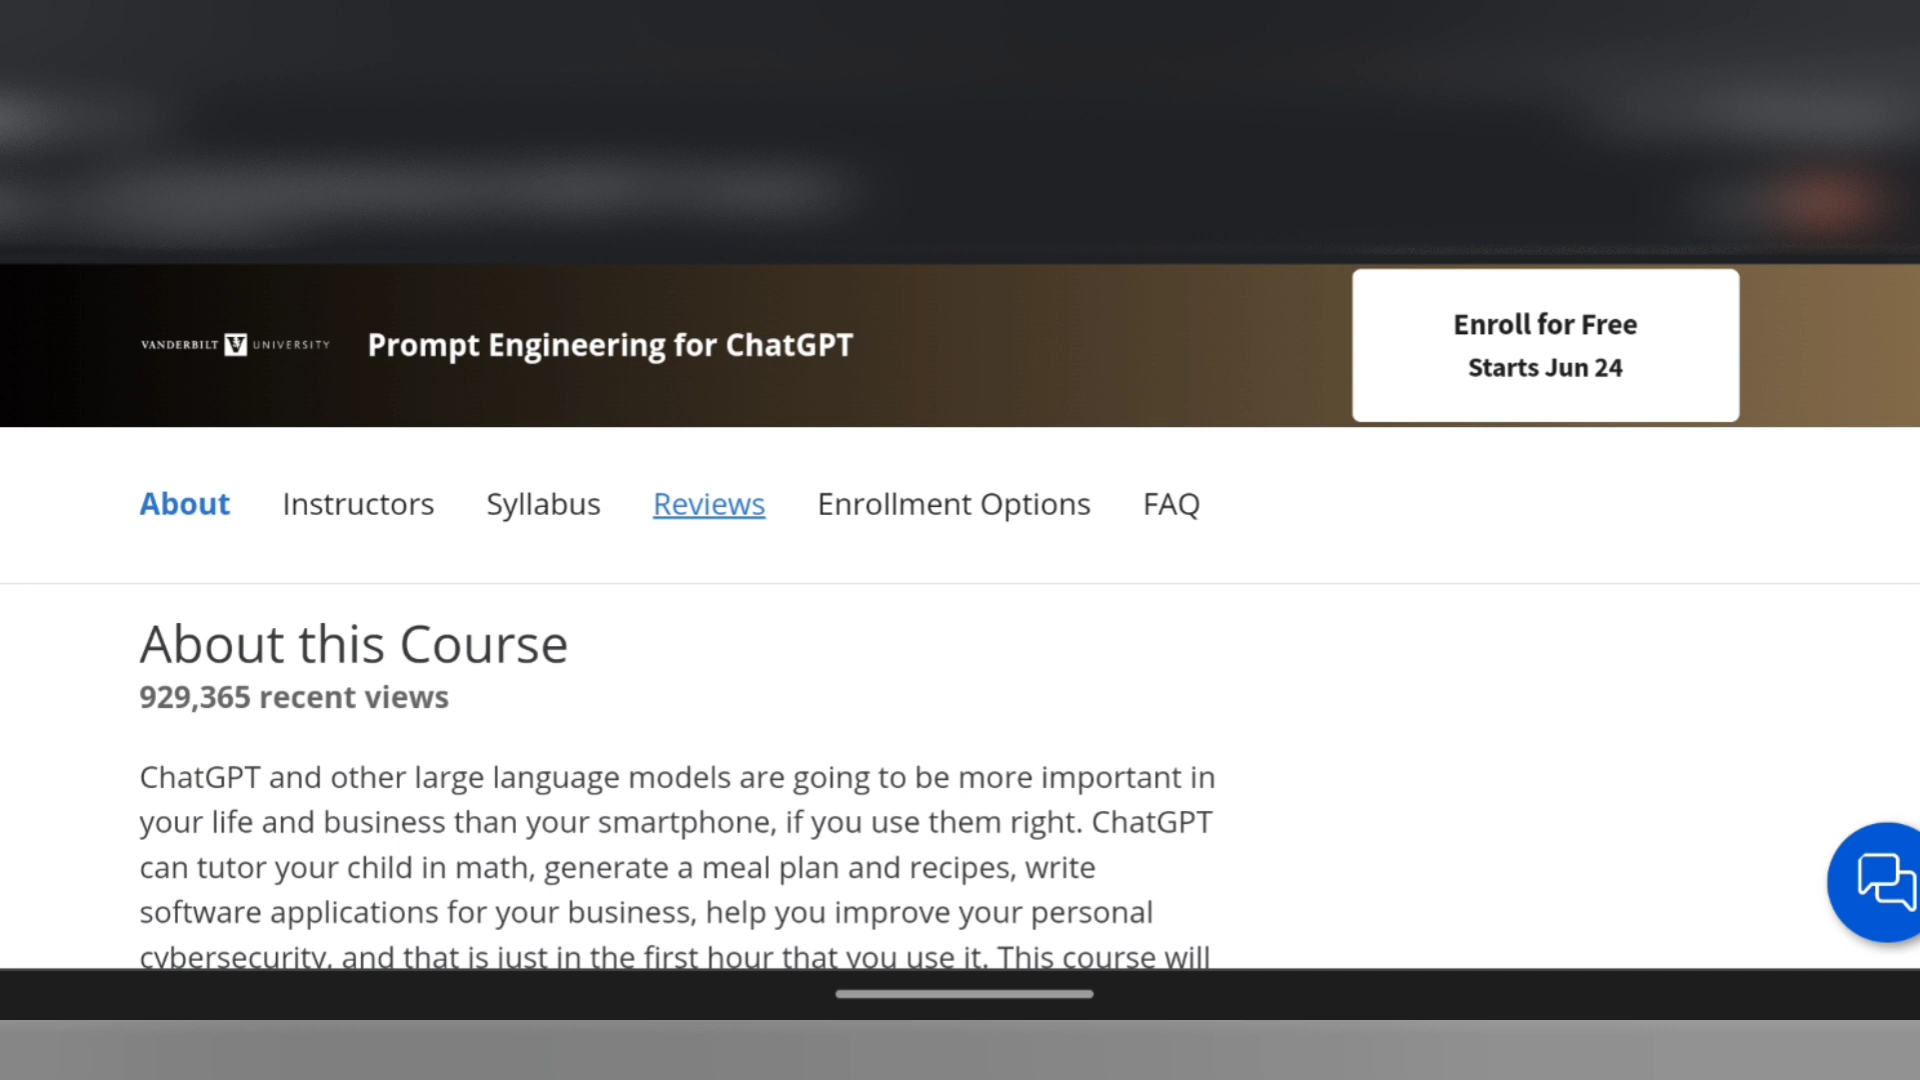 VANDERBILT V UNIVERSITY
Prompt Engineering for ChatGPT
Enroll for Free
Starts Jun 24
About Instructors Syllabus Reviews Enrollment Options FAQ
About this Course
929,365 recent views
ChatGPT and other large language models are going to be more important in
your life and business than your smartphone, if you use them right. ChatGPT
can tutor your child in math, generate a meal plan and recipes, write
software applications for your business, help you improve your personal
cybersecurity, and that is just in the first hour that you use it. This course will